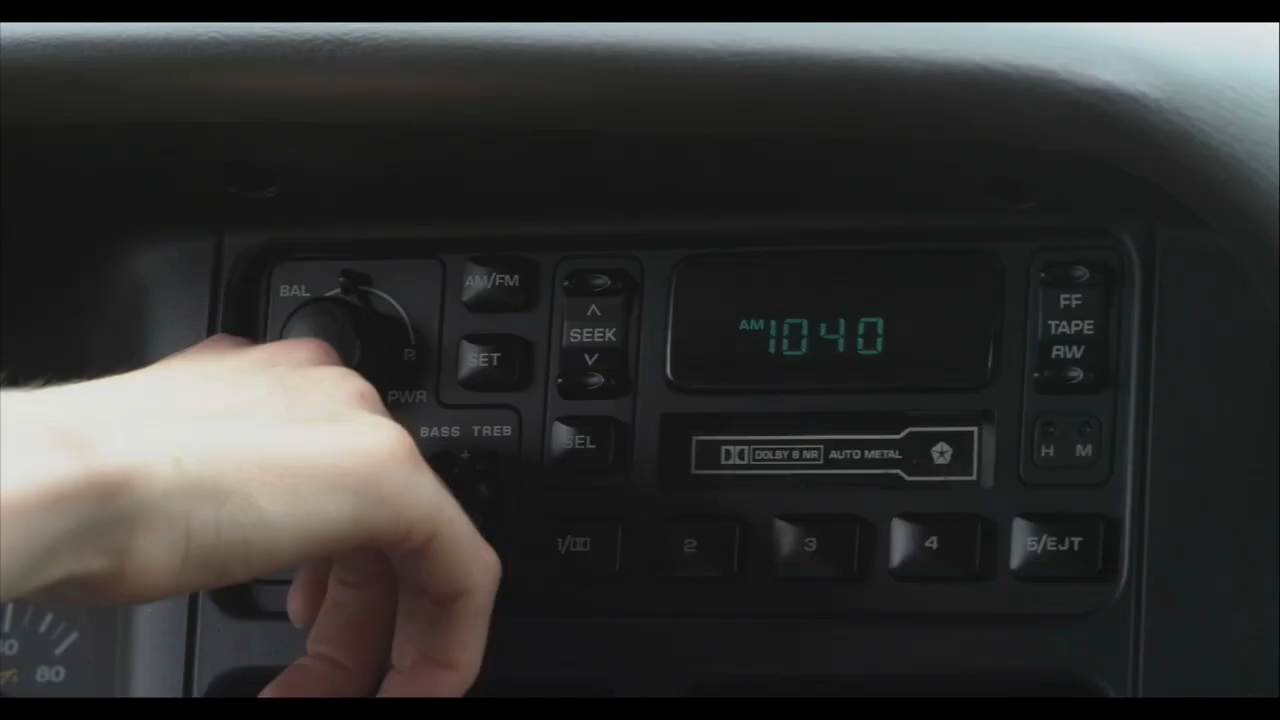 BAL
R
PWR
BASS TREB
+
AM/FM
SET
SEEK
SEL
AM 1040
DOLBY B NR AUTO METAL
FF
TAPE
RW
H M
1/
2
3
4
5/EJT
80